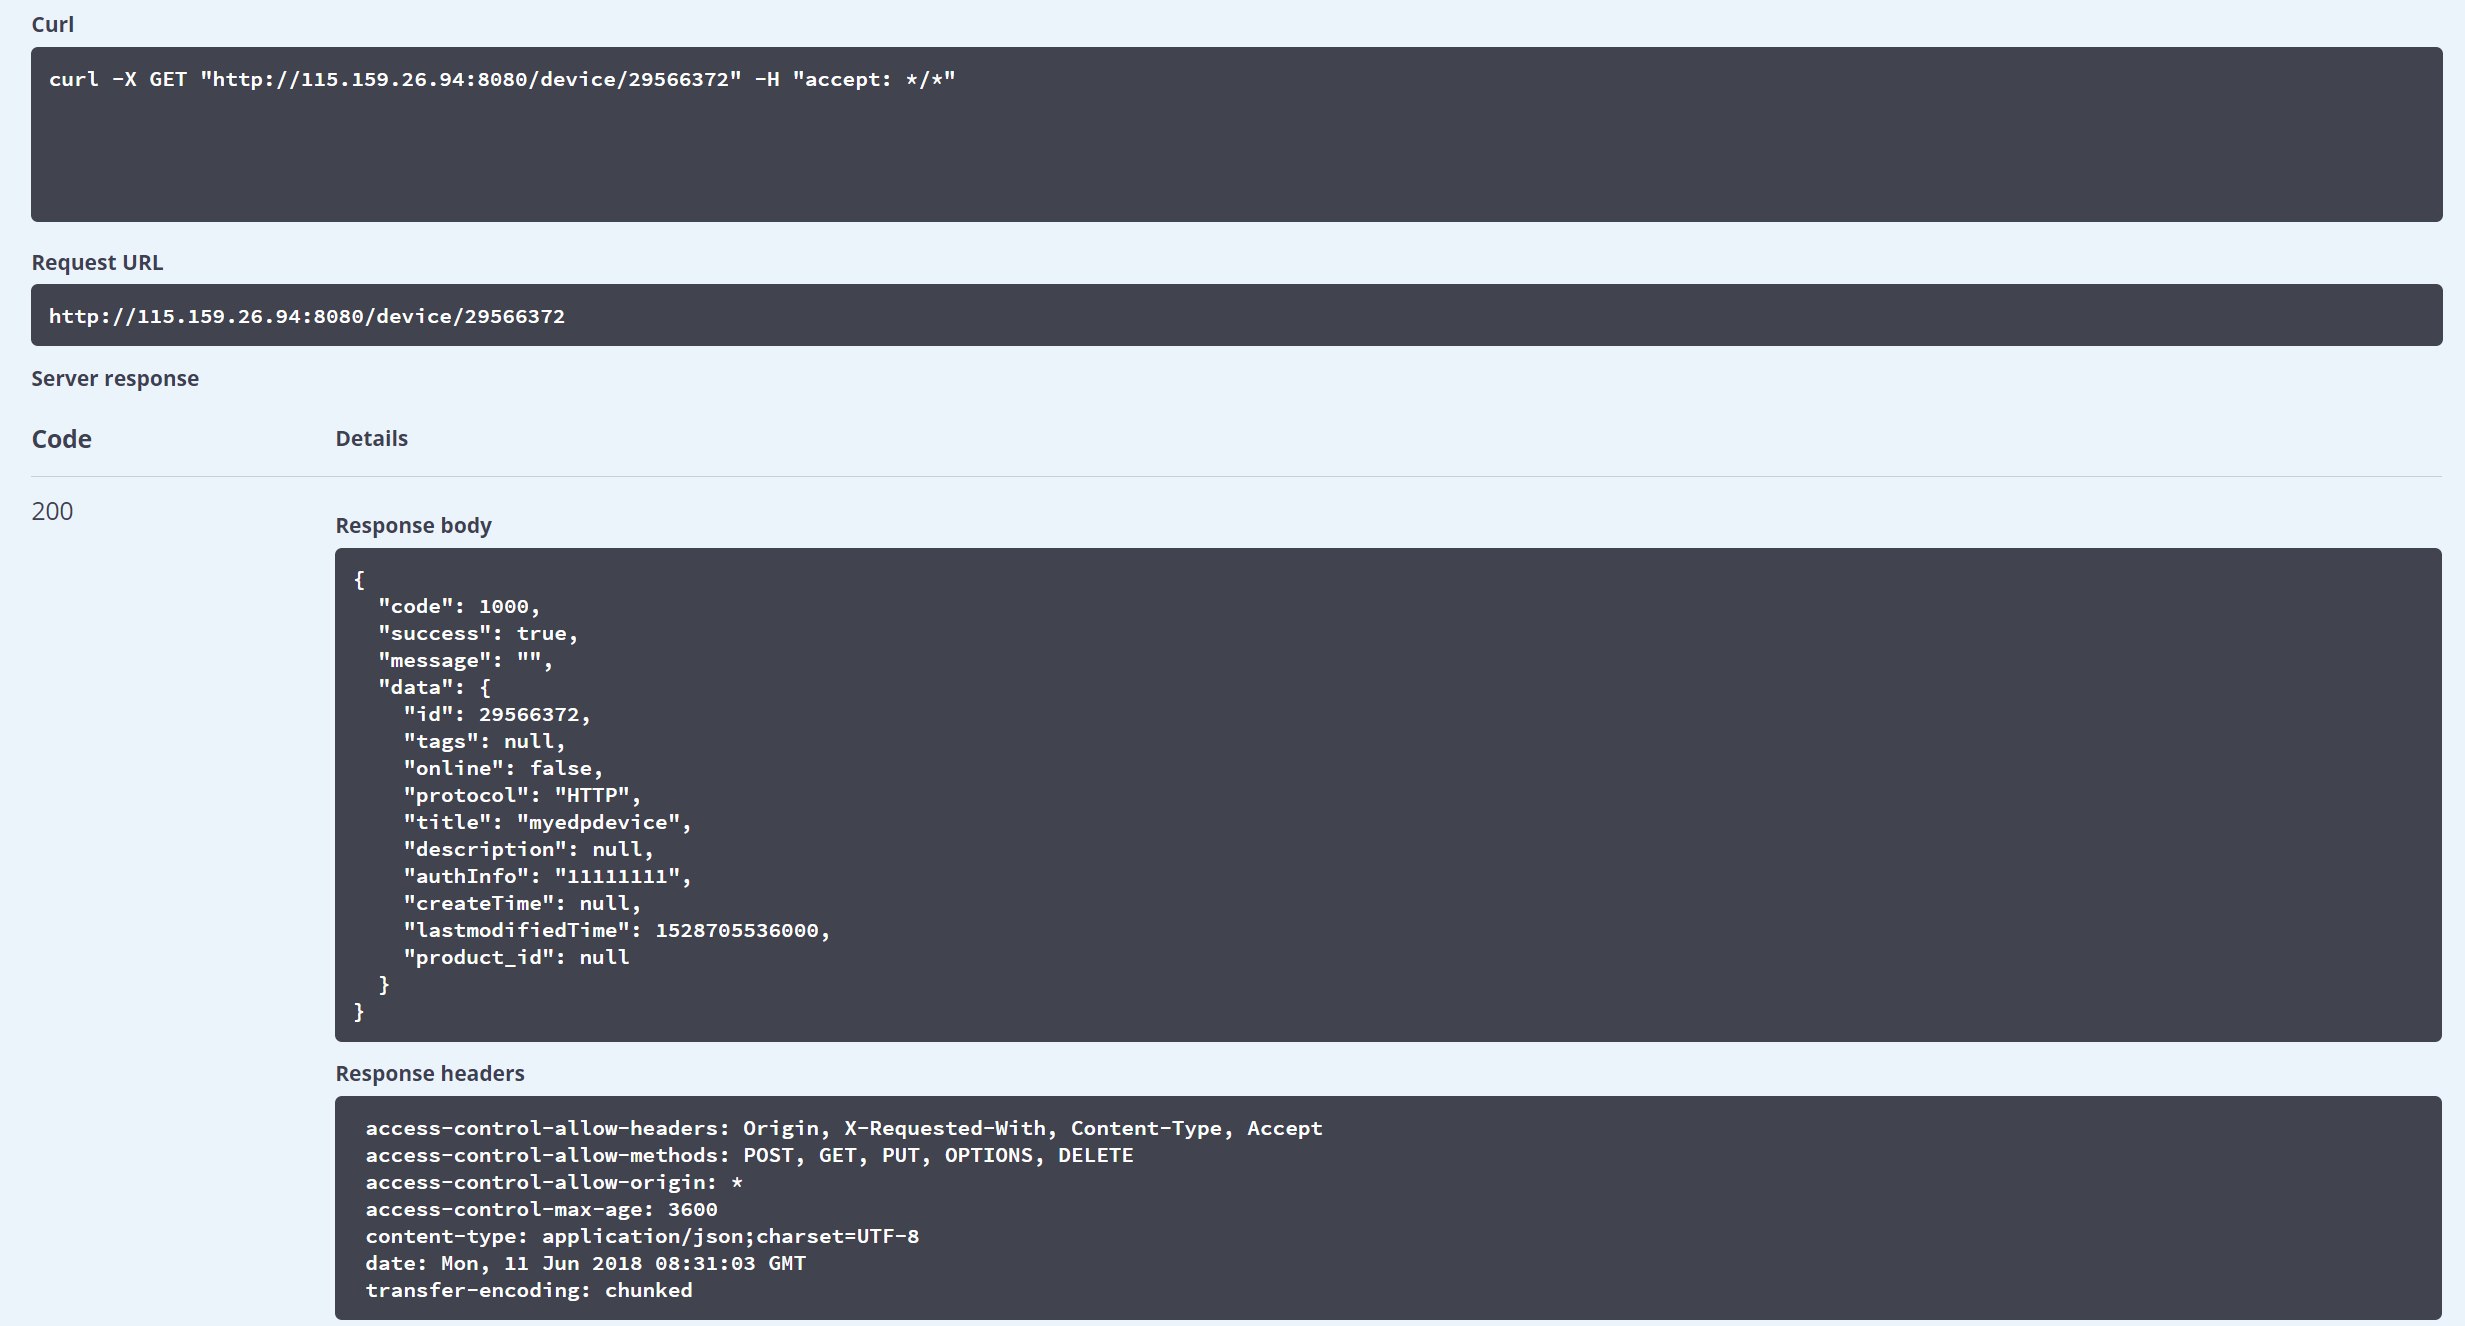 Curl
curl -X GET "http://115.159.26.94:8080/device/29566372" -H "accept: */*"
Request URL
http://115.159.26.94:8080/device/29566372
Server response
Code Details
200
Response body
{
  "code": 1000,
  "success": true,
  "message": "",
  "data": {
    "id": 29566372,
    "tags": null,
    "online": false,
    "protocol": "HTTP",
    "title": "myedpdevice",
    "description": null,
    "authInfo": "11111111",
    "createTime": null,
    "lastmodifiedTime": 1528705536000,
    "product_id": null
  }
}
Response headers
access-control-allow-headers: Origin, X-Requested-With, Content-Type, Accept
access-control-allow-methods: POST, GET, PUT, OPTIONS, DELETE
access-control-allow-origin: *
access-control-max-age: 3600
content-type: application/json;charset=UTF-8
date: Mon, 11 Jun 2018 08:31:03 GMT
transfer-encoding: chunked